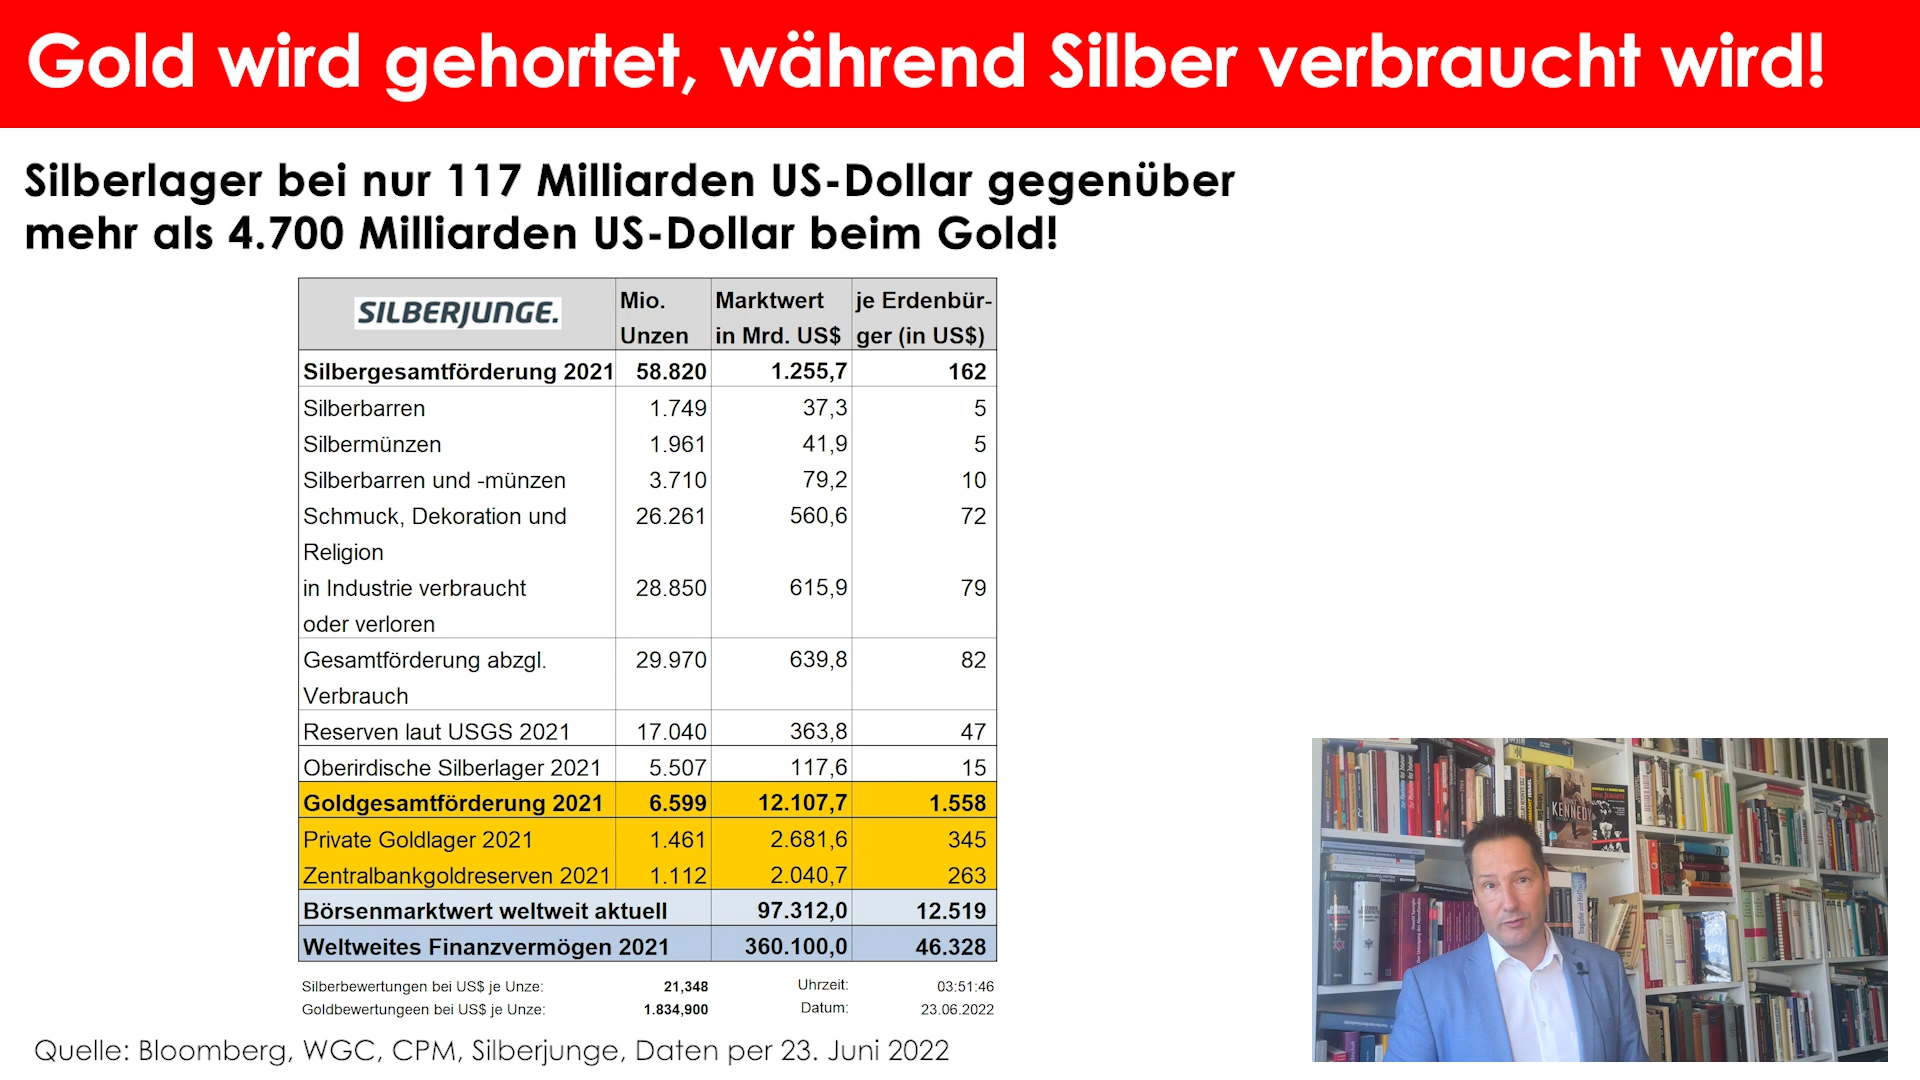 Gold wird gehortet, während Silber verbraucht wird!
Silberlager bei nur 117 Milliarden US-Dollar gegenüber
mehr als 4.700 Milliarden US-Dollar beim Gold!
SILBERJUNGE.
Mio. Unzen
Marktwert in Mrd. US$
je Erdenbür-ger (in US$)
Silbergesamtförderung 2021 58.820 1.255,7 162
Silberbarren 1.749 37,3 5
Silbermünzen 1.961 41,9 5
Silberbarren und -münzen 3.710 79,2 10
Schmuck, Dekoration und 26.261 560,6 72
Religion
in Industrie verbraucht 28.850 615,9 79
oder verloren
Gesamtförderung abzgl. 29.970 639,8 82
Verbrauch
Reserven laut USGS 2021 17.040 363,8 47
Oberirdische Silberlager 2021 5.507 117,6 15
Goldgesamtförderung 2021 6.599 12.107,7 1.558
Private Goldlager 2021 1.461 2.681,6 345
Zentralbankgoldreserven 2021 1.112 2.040,7 263
Börsenmarktwert weltweit aktuell 97.312,0 12.519
Weltweites Finanzvermögen 2021 360.100,0 46.328
Silberbewertungen bei US$ je Unze: 21,348 Uhrzeit: 03:51:46
Goldbewertungeen bei US$ je Unze: 1.834,900 Datum: 23.06.2022
Quelle: Bloomberg, WGC, CPM, Silberjunge, Daten per 23. Juni 2022
KENNEDY